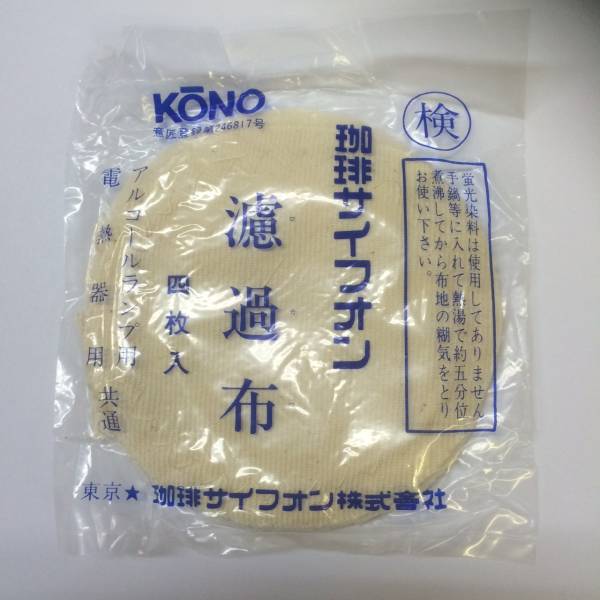 KŌNO
意匠登録第246817号
検
珈琲サイフオン
濾過布
四枚入
アルコールランプ用
電熱器用
共通
蛍光染料は使用してありません
手鍋等に入れて熱湯で約五分位
煮沸してから布地の糊気をとり
お使い下さい。
東京★珈琲サイフオン株式會社